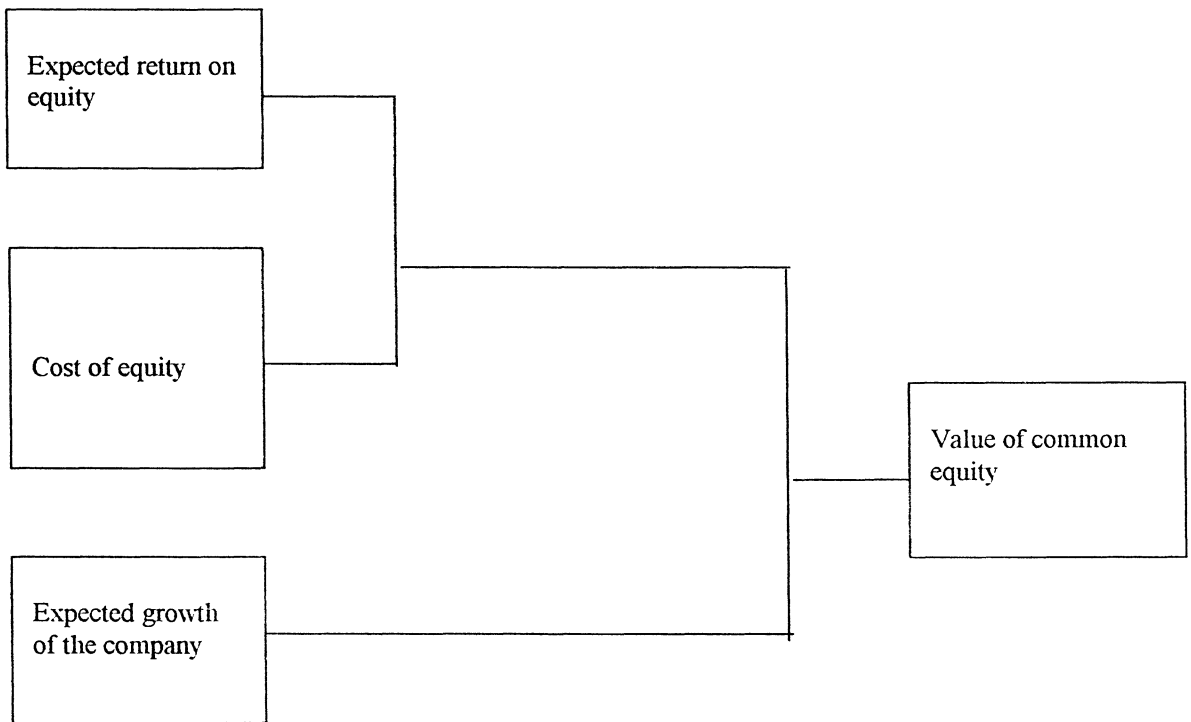 Expected return on
equity
Cost of equity
Value of common
equity
Expected growth
of the company